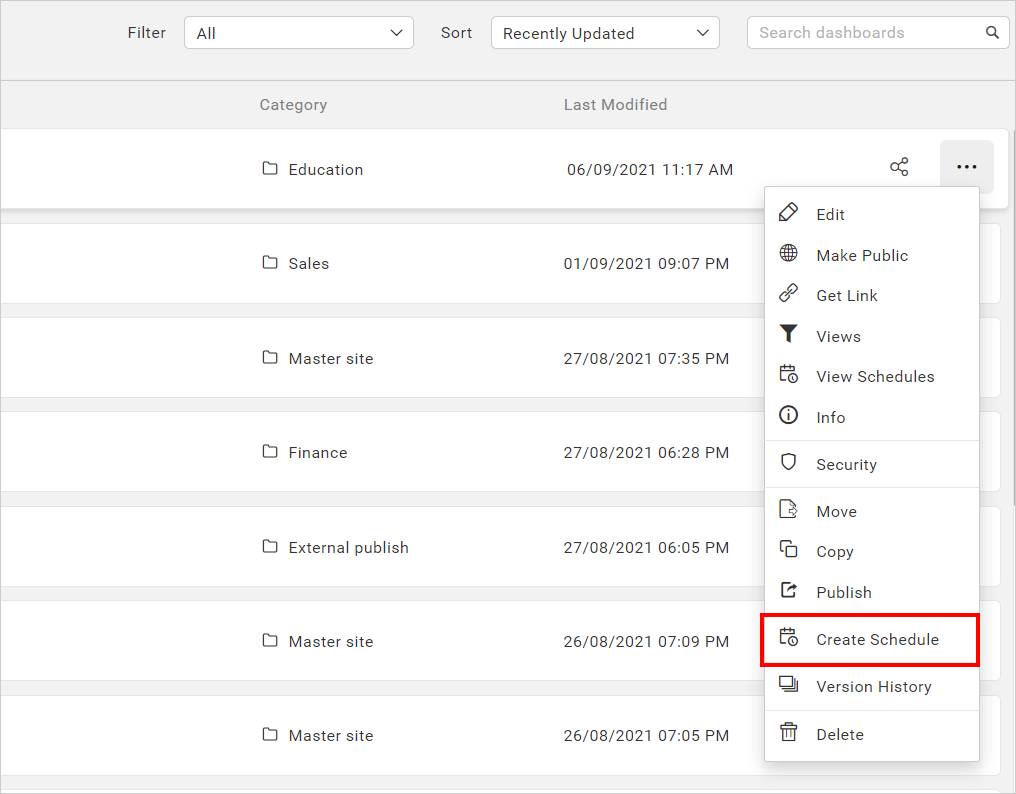 Filter All Sort Recently Updated Search dashboards
Category Last Modified
Education 06/09/2021 11:17 AM
Sales 01/09/2021 09:07 PM
Master site 27/08/2021 07:35 PM
Finance 27/08/2021 06:28 PM
External publish 27/08/2021 06:05 PM
Master site 26/08/2021 07:09 PM
Master site 26/08/2021 07:05 PM
Edit
Make Public
Get Link
Views
View Schedules
Info
Security
Move
Copy
Publish
Create Schedule
Version History
Delete